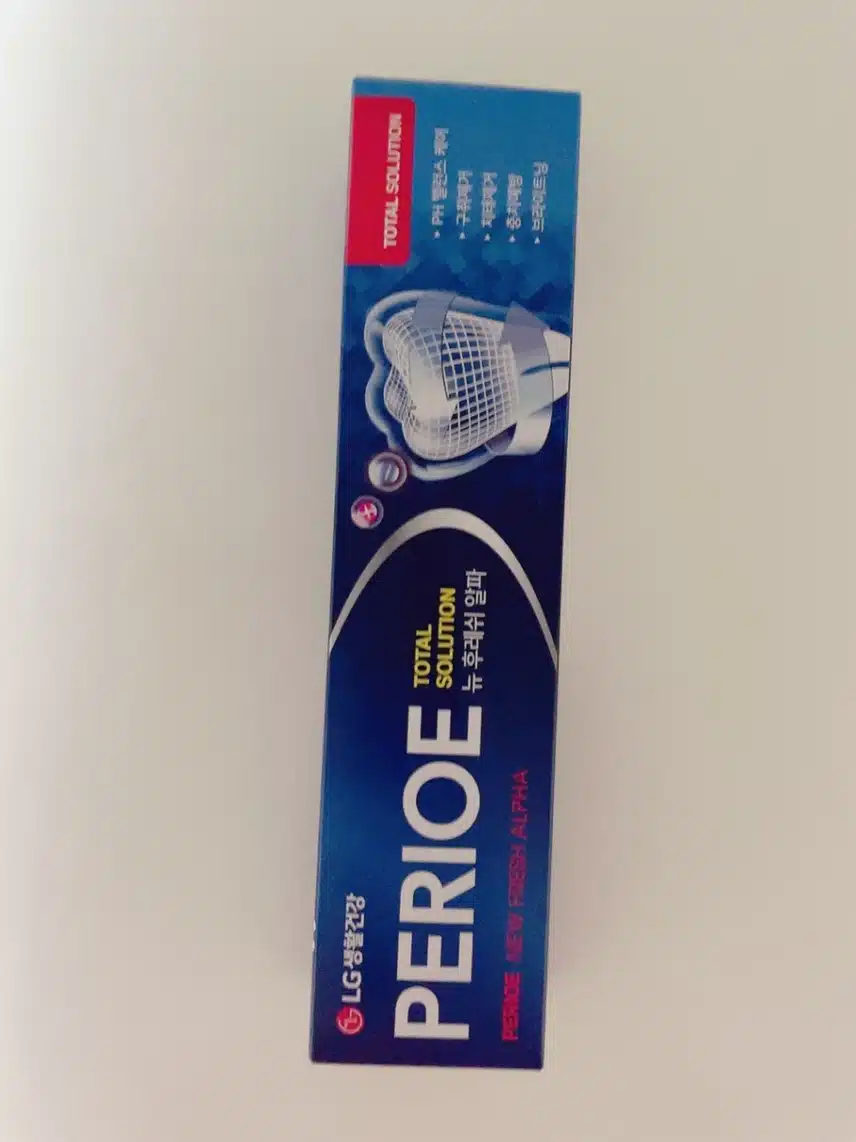 LG 생활건강
PERIOE
TOTAL
SOLUTION
뉴 후레쉬 알파
PERIOE NEW FRESH ALPHA
TOTAL SOLUTION
▸ PH 밸런스 케어
▸ 구취제거
▸ 치태제거
▸ 충치예방
▸ 브라이트닝